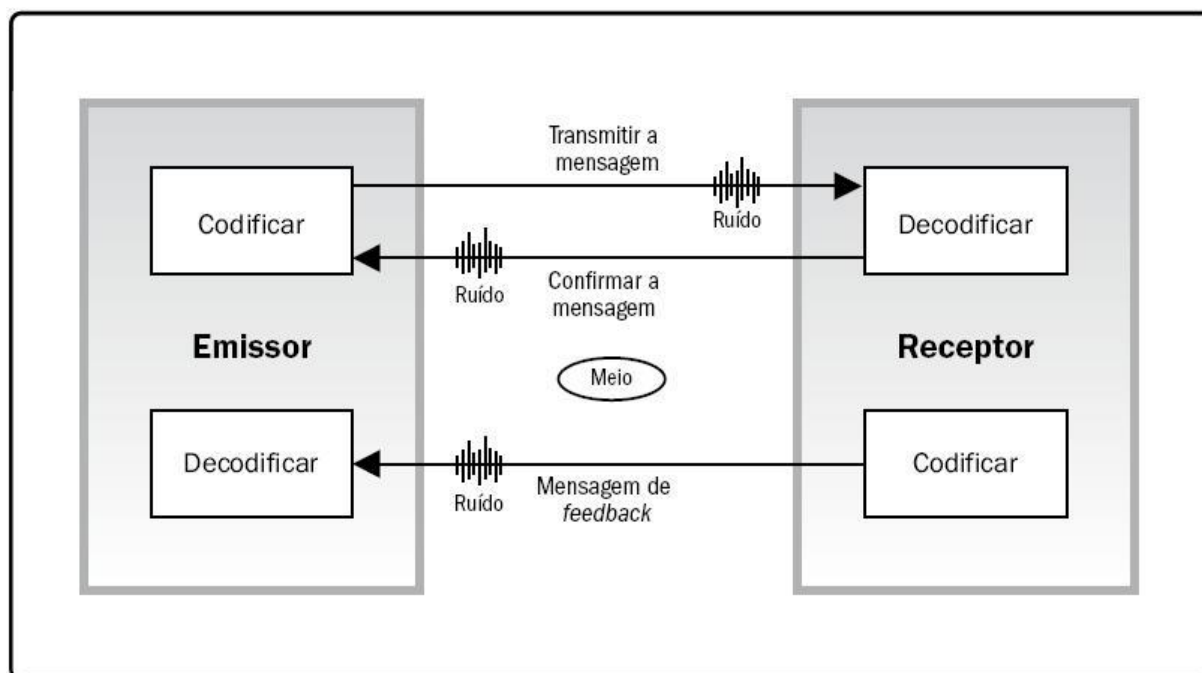 Transmitir a
mensagem
Ruído
Codificar
Decodificar
Ruído
Confirmar a
mensagem
Emissor
Receptor
Meio
Decodificar
Codificar
Ruído
Mensagem de
feedback